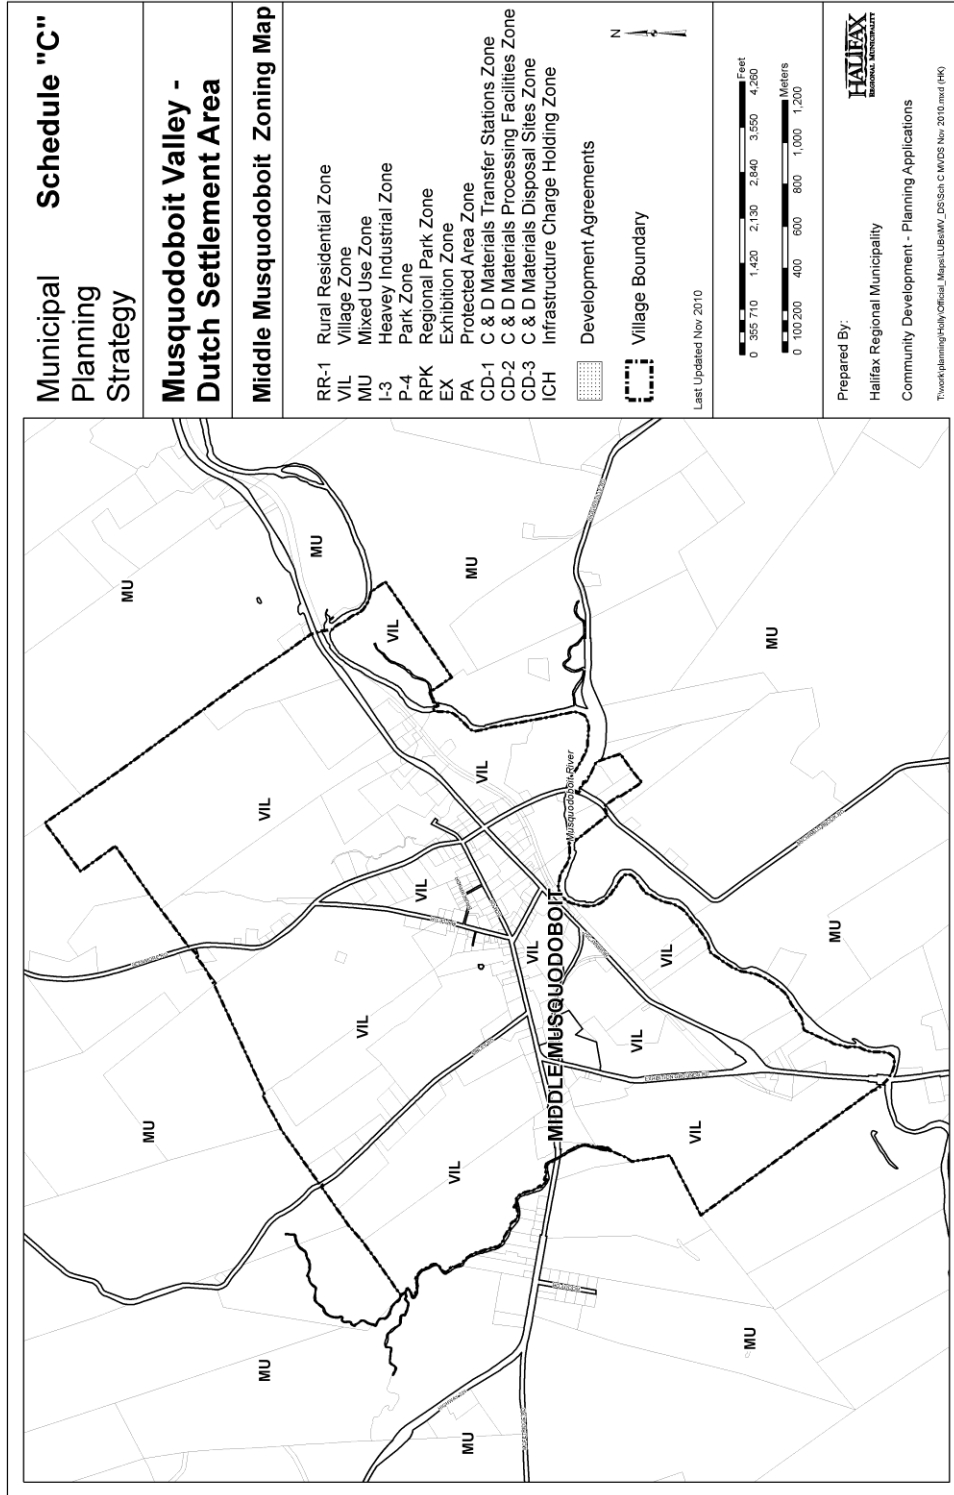 Municipal Schedule "C"
Planning
Strategy
Musquodoboit Valley -
Dutch Settlement Area
Middle Musquodoboit Zoning Map
RR-1 Rural Residential Zone
VIL Village Zone
MU Mixed Use Zone
I-3 Heavey Industrial Zone
P-4 Park Zone
RPK Regional Park Zone
EX Exhibition Zone
PA Protected Area Zone
CD-1 C & D Materials Transfer Stations Zone
CD-2 C & D Materials Processing Facilities Zone
CD-3 C & D Materials Disposal Sites Zone
ICH Infrastructure Charge Holding Zone
Development Agreements
Village Boundary
Last Updated Nov 2010
N
Feet
0 355 710 1,420 2,130 2,840 3,550 4,260
Meters
0 100 200 400 600 800 1,000 1,200
Prepared By:
HALIFAX
REGIONAL MUNICIPALITY
Halifax Regional Municipality
Community Development - Planning Applications
MU
MU
MU
VIL
MU
VIL
VIL
VIL
MU
VIL
MU
VIL
VIL
VIL
VIL
VIL
MU
MU
MU
MU
Musquodoboit River
MIDDLE MUSQUODOBOIT